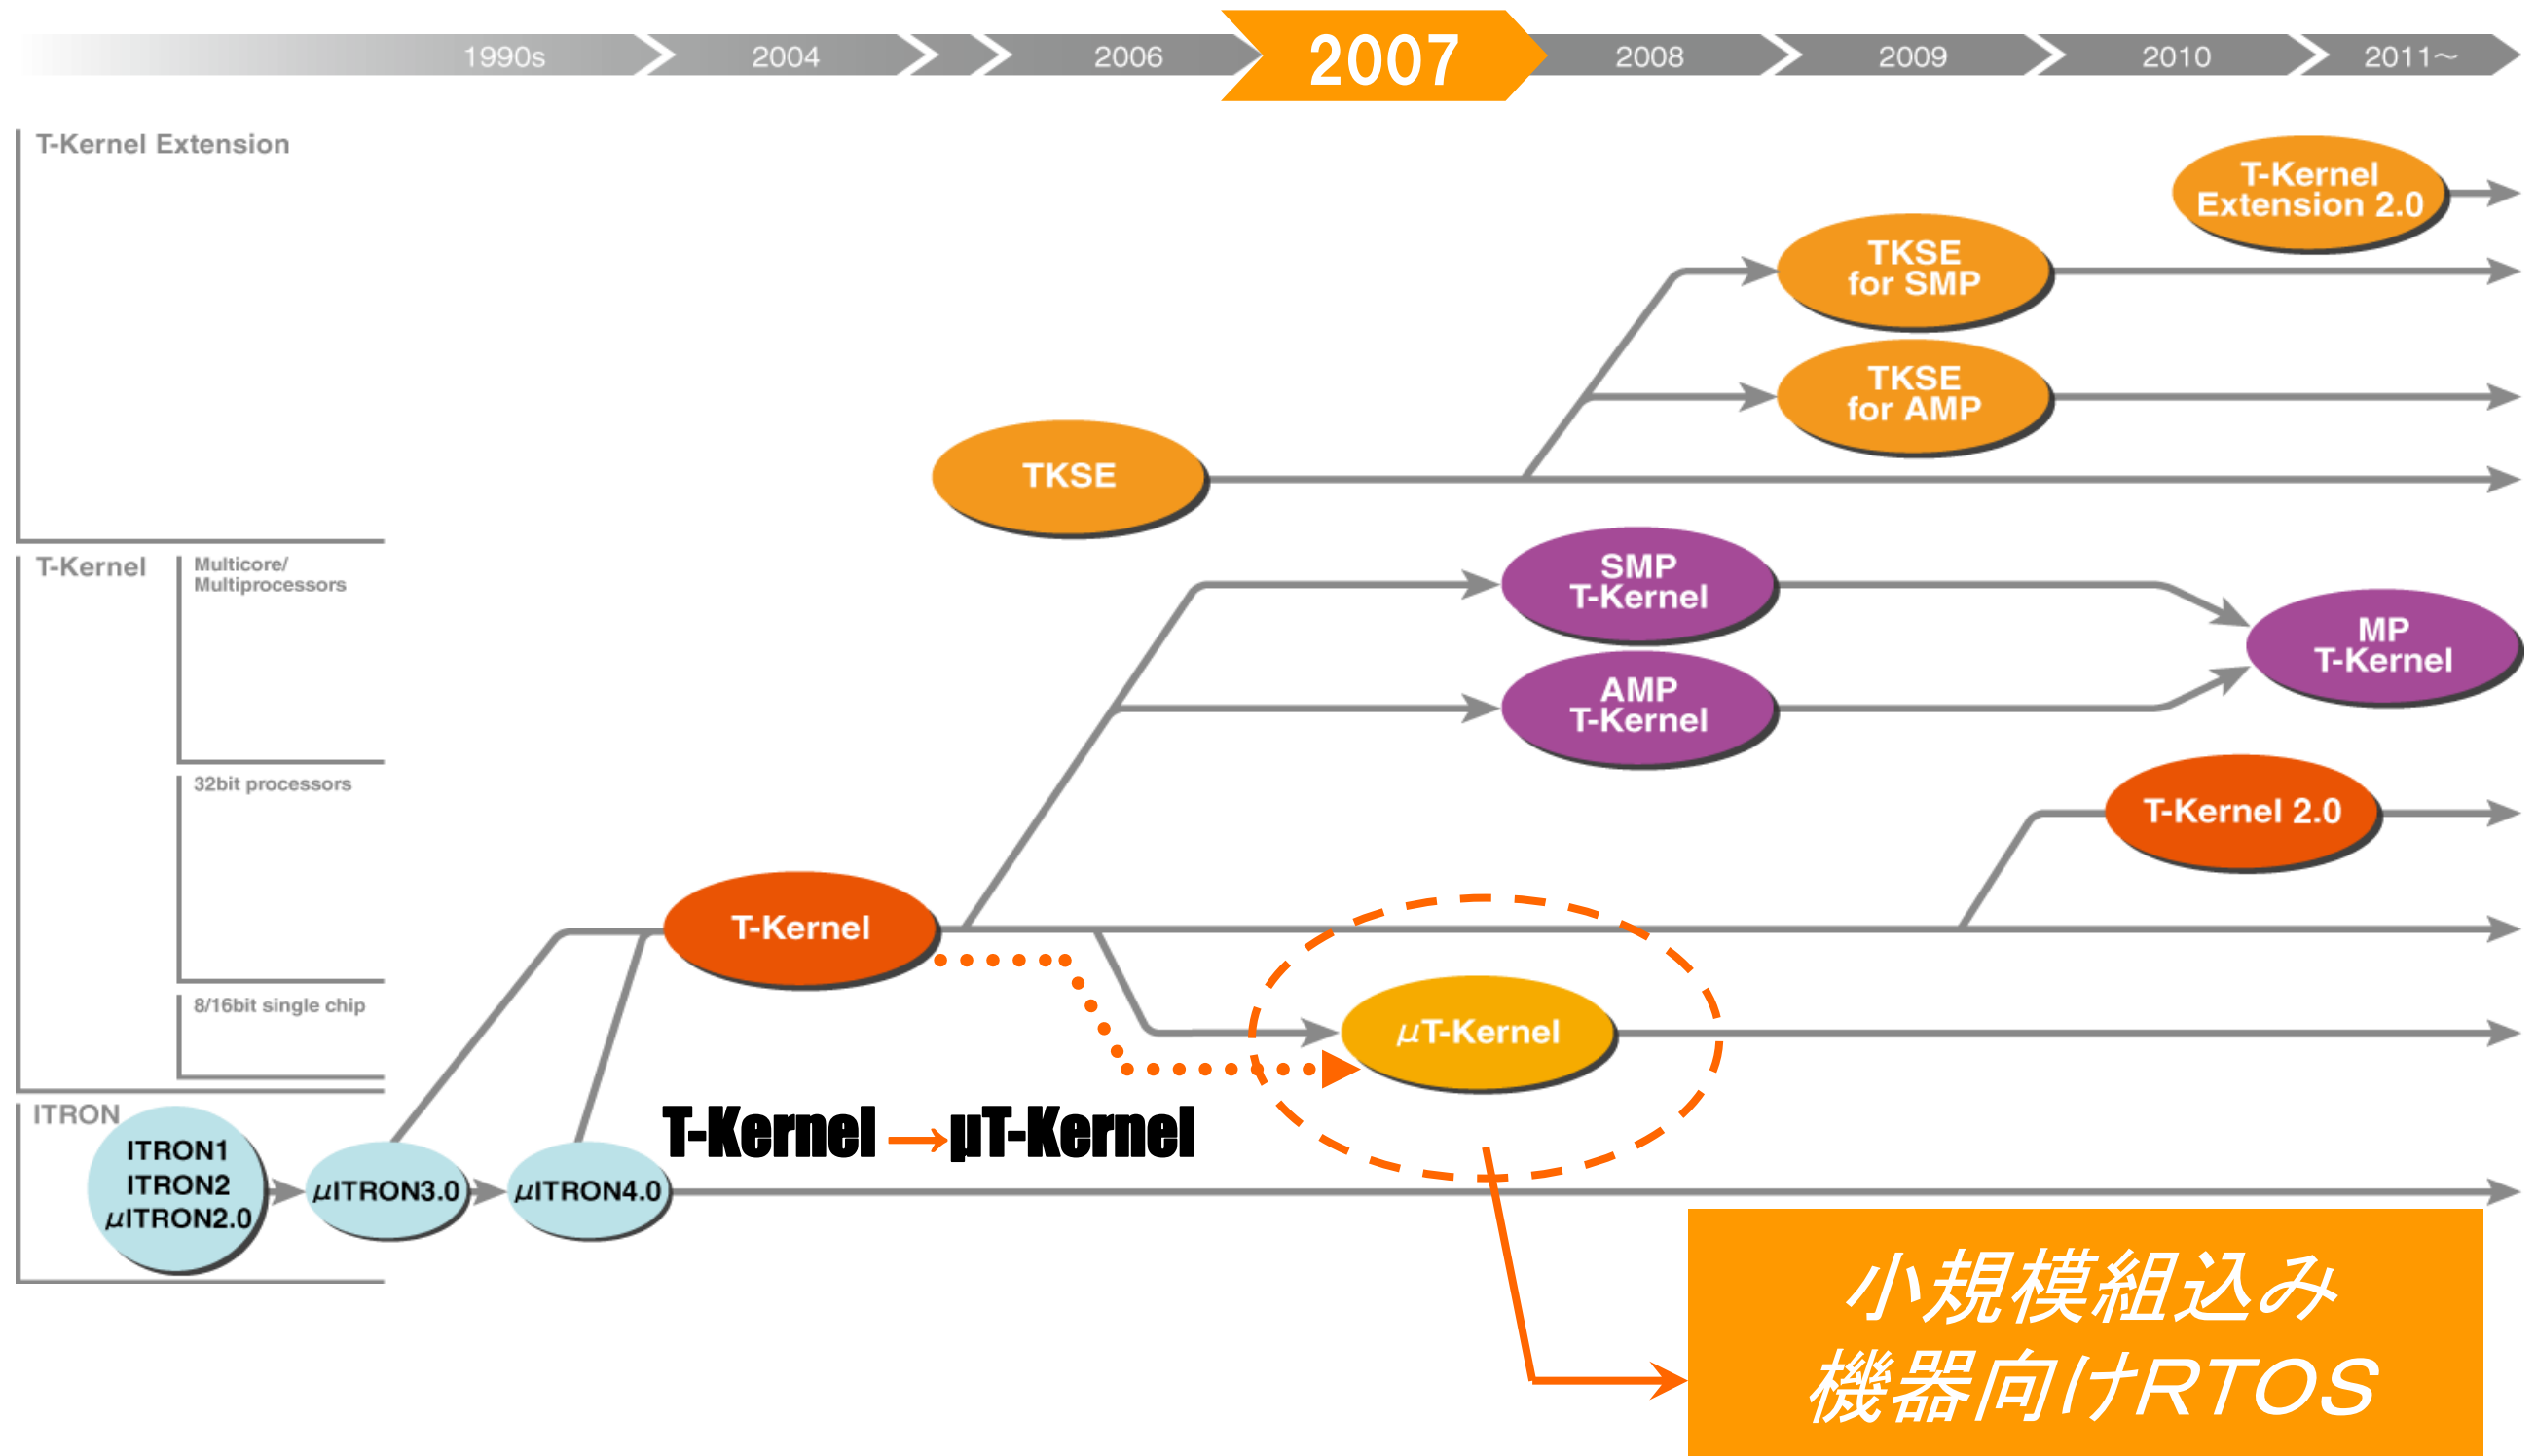 1990s
2004
2006
2007
2008
2009
2010
2011～
T-Kernel Extension
T-Kernel
Extension 2.0
TKSE
for SMP
TKSE
for AMP
TKSE
T-Kernel
Multicore/
Multiprocessors
SMP
T-Kernel
MP
T-Kernel
AMP
T-Kernel
32bit processors
T-Kernel 2.0
T-Kernel
8/16bit single chip
μT-Kernel
ITRON
T-Kernel→μT-Kernel
ITRON1
ITRON2
μITRON2.0
μITRON3.0
μITRON4.0
小規模組込み
機器向けRTOS